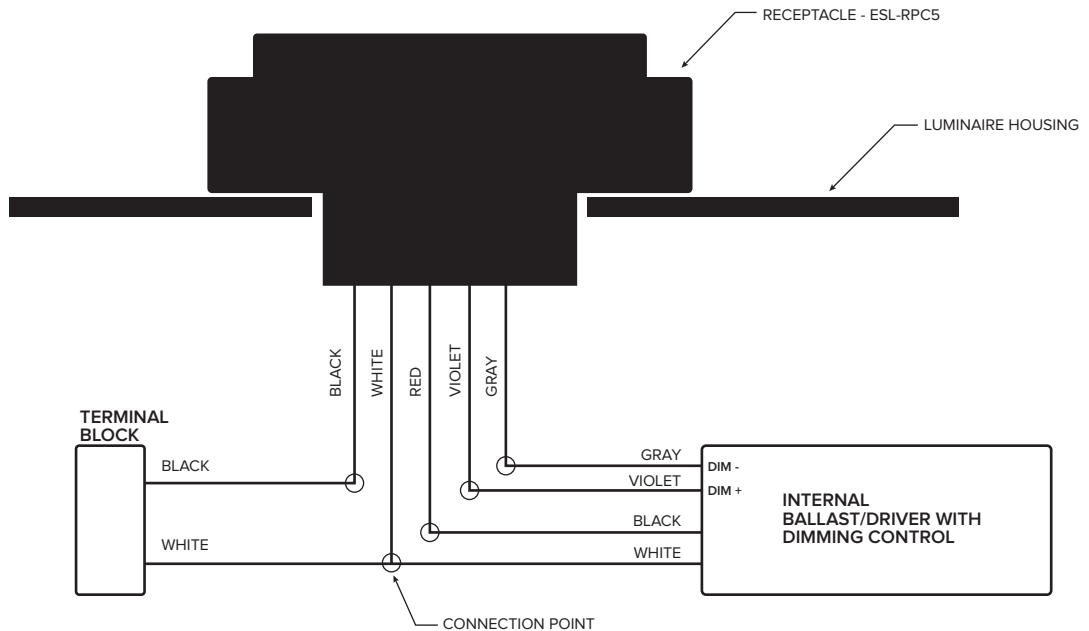 RECEPTACLE - ESL-RPC5
LUMINAIRE HOUSING
BLACK
WHITE
RED
VIOLET
GRAY
TERMINAL
BLOCK
BLACK
WHITE
GRAY
VIOLET
BLACK
WHITE
DIM -
DIM +
INTERNAL
BALLAST/DRIVER WITH
DIMMING CONTROL
CONNECTION POINT